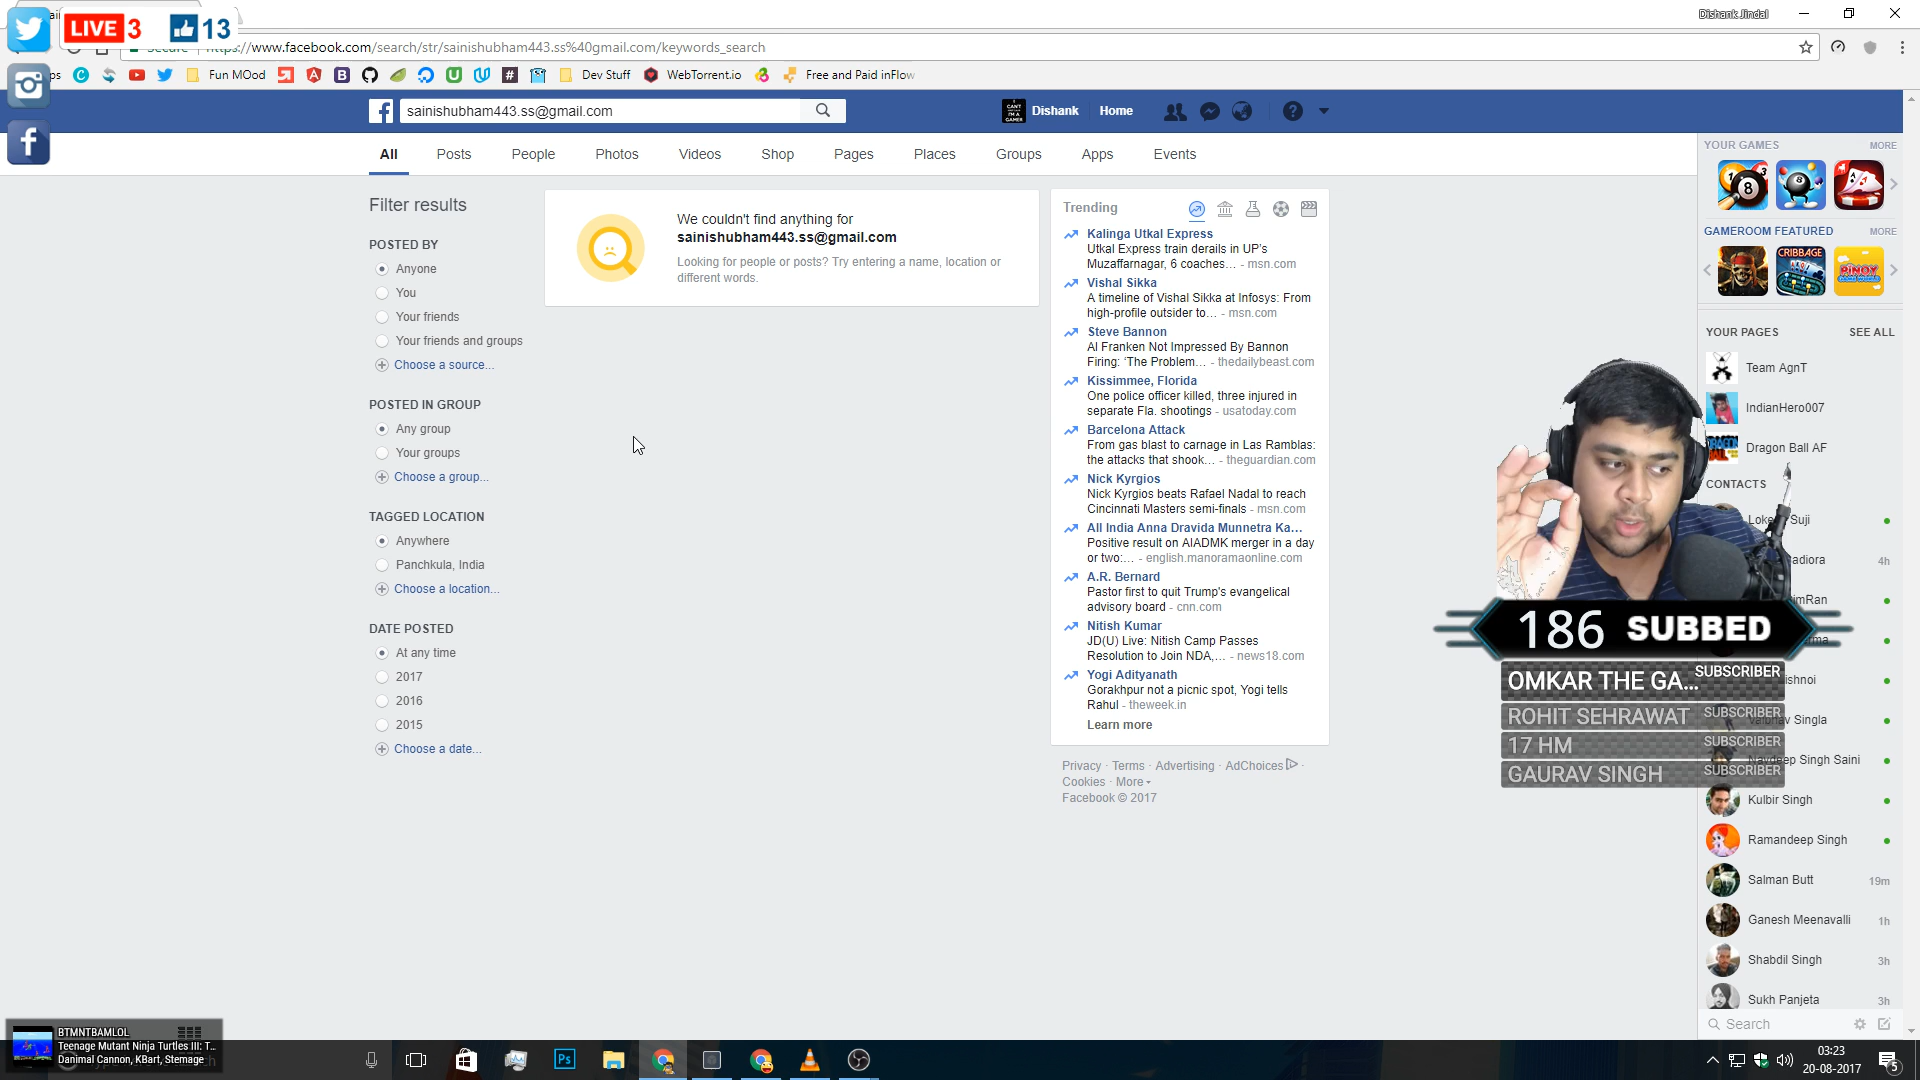 LIVE 3
13
Dishank Jindal
Secure
https://www.facebook.com/search/str/sainishubham443.ss%40gmail.com/keywords_search
Fun MOod
Dev Stuff
WebTorrent.io
Free and Paid inFlow
sainishubham443.ss@gmail.com
Dishank
Home
All
Posts
People
Photos
Videos
Shop
Pages
Places
Groups
Apps
Events
Filter results
POSTED BY
Anyone
You
Your friends
Your friends and groups
Choose a source...
POSTED IN GROUP
Any group
Your groups
Choose a group...
TAGGED LOCATION
Anywhere
Panchkula, India
Choose a location...
DATE POSTED
At any time
2017
2016
2015
Choose a date...
We couldn't find anything for
sainishubham443.ss@gmail.com
Looking for people or posts? Try entering a name, location or
different words.
Trending
Kalinga Utkal Express
Utkal Express train derails in UP's
Muzaffarnagar, 6 coaches... - msn.com
Vishal Sikka
A timeline of Vishal Sikka at Infosys: From
high-profile outsider to... - msn.com
Steve Bannon
Al Franken Not Impressed By Bannon
Firing: ‘The Problem... - thedailybeast.com
Kissimmee, Florida
One police officer killed, three injured in
separate Fla. shootings - usatoday.com
Barcelona Attack
From gas blast to carnage in Las Ramblas:
the attacks that shook... - theguardian.com
Nick Kyrgios
Nick Kyrgios beats Rafael Nadal to reach
Cincinnati Masters semi-finals - msn.com
All India Anna Dravida Munnetra Ka...
Positive result on AIADMK merger in a day
or two:... - english.manoramaonline.com
A.R. Bernard
Pastor first to quit Trump's evangelical
advisory board - cnn.com
Nitish Kumar
JD(U) Live: Nitish Camp Passes
Resolution to Join NDA,... - news18.com
Yogi Adityanath
Gorakhpur not a picnic spot, Yogi tells
Rahul - theweek.in
Learn more
Privacy · Terms · Advertising · AdChoices ·
Cookies · More
Facebook © 2017
YOUR GAMES
MORE
GAMEROOM FEATURED
MORE
CRIBBAGE
PINOY
YOUR PAGES
SEE ALL
Team AgnT
IndianHero007
Dragon Ball AF
CONTACTS
Suji
4h
186 SUBBED
OMKAR THE GA...
SUBSCRIBER
ROHIT SEHRAWAT
SUBSCRIBER
Singla
17 HM
SUBSCRIBER
Navdeep Singh Saini
GAURAV SINGH
SUBSCRIBER
Kulbir Singh
Ramandeep Singh
Salman Butt
19m
Ganesh Meenavalli
1h
Shabdil Singh
3h
Sukh Panjeta
3h
Search
BTMNTBAMLOL
Teenage Mutant Ninja Turtles III: T...
Danimal Cannon, KBart, Stemage
Ps
03:23
20-08-2017
5